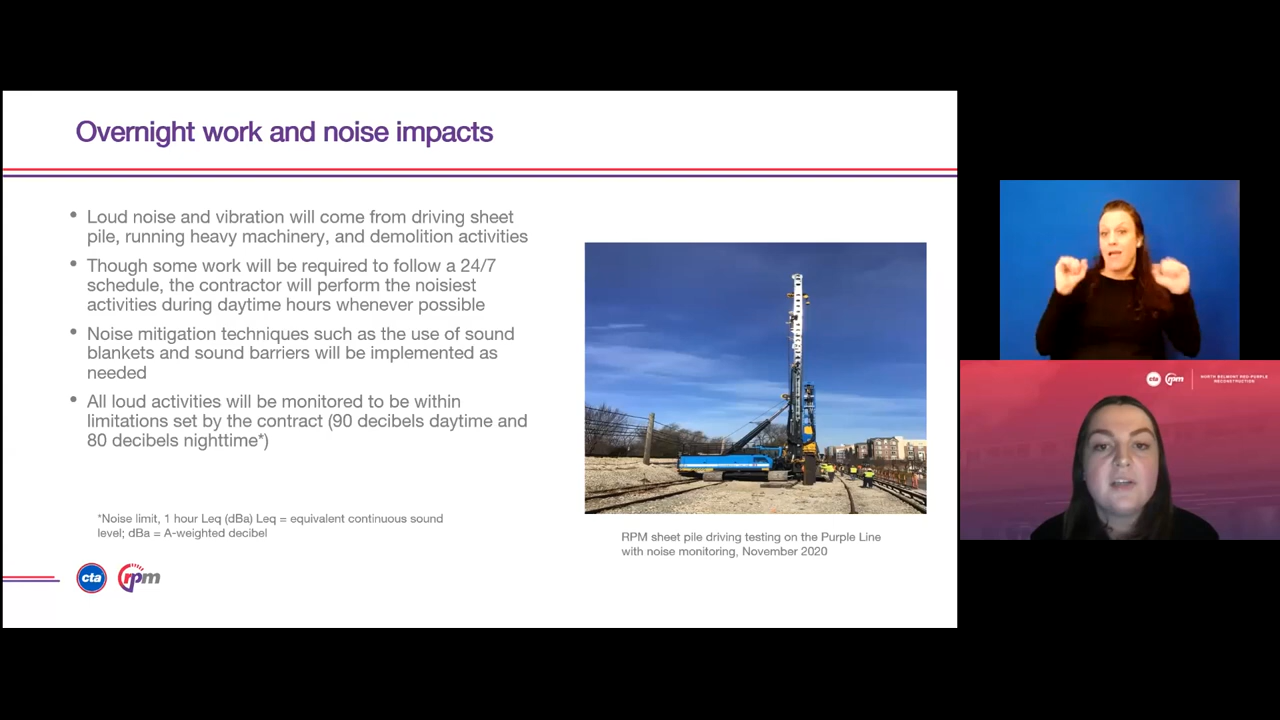 Overnight work and noise impacts
• Loud noise and vibration will come from driving sheet
pile, running heavy machinery, and demolition activities
• Though some work will be required to follow a 24/7
schedule, the contractor will perform the noisiest
activities during daytime hours whenever possible
• Noise mitigation techniques such as the use of sound
blankets and sound barriers will be implemented as
needed
• All loud activities will be monitored to be within
limitations set by the contract (90 decibels daytime and
80 decibels nighttime*)
*Noise limit, 1 hour Leq (dBa) Leq = equivalent continuous sound
level; dBa = A-weighted decibel
RPM sheet pile driving testing on the Purple Line
with noise monitoring, November 2020
cta rpm
cta rpm NORTH BELMONT RED-PURPLE
RECONSTRUCTION